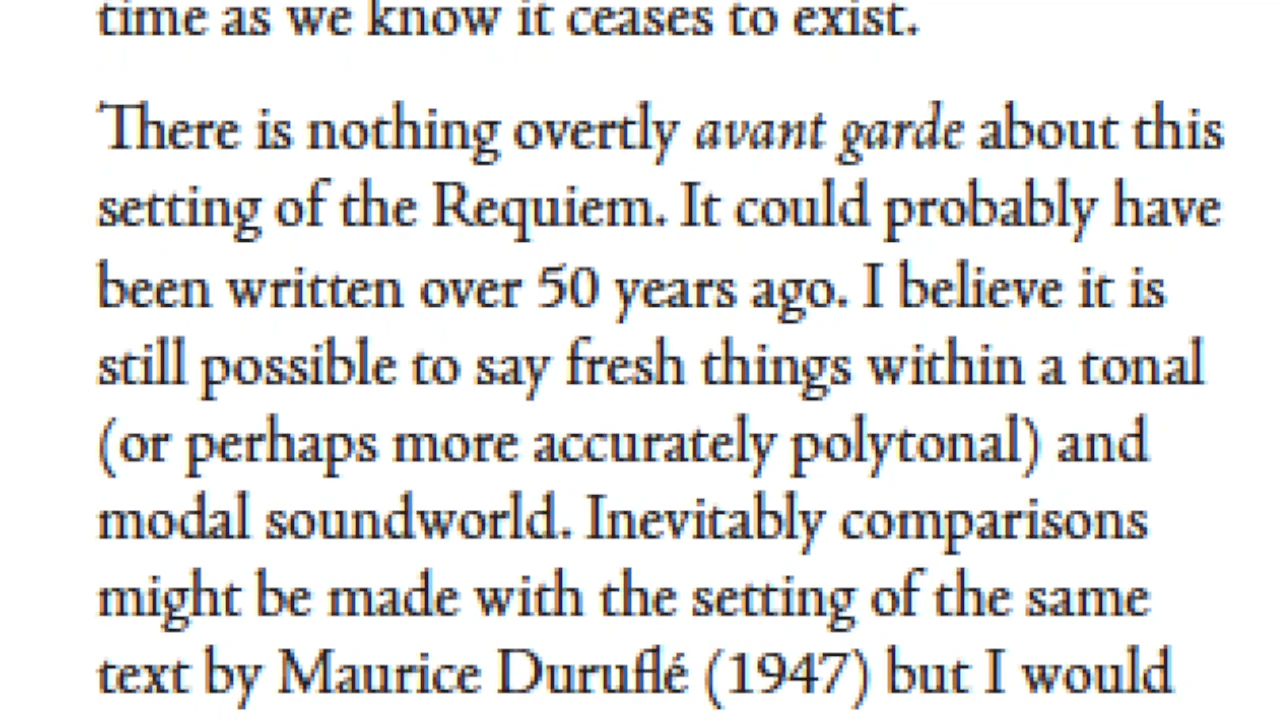 time as we know it ceases to exist.
There is nothing overtly avant garde about this
setting of the Requiem. It could probably have
been written over 50 years ago. I believe it is
still possible to say fresh things within a tonal
(or perhaps more accurately polytonal) and
modal soundworld. Inevitably comparisons
might be made with the setting of the same
text by Maurice Duruflé (1947) but I would